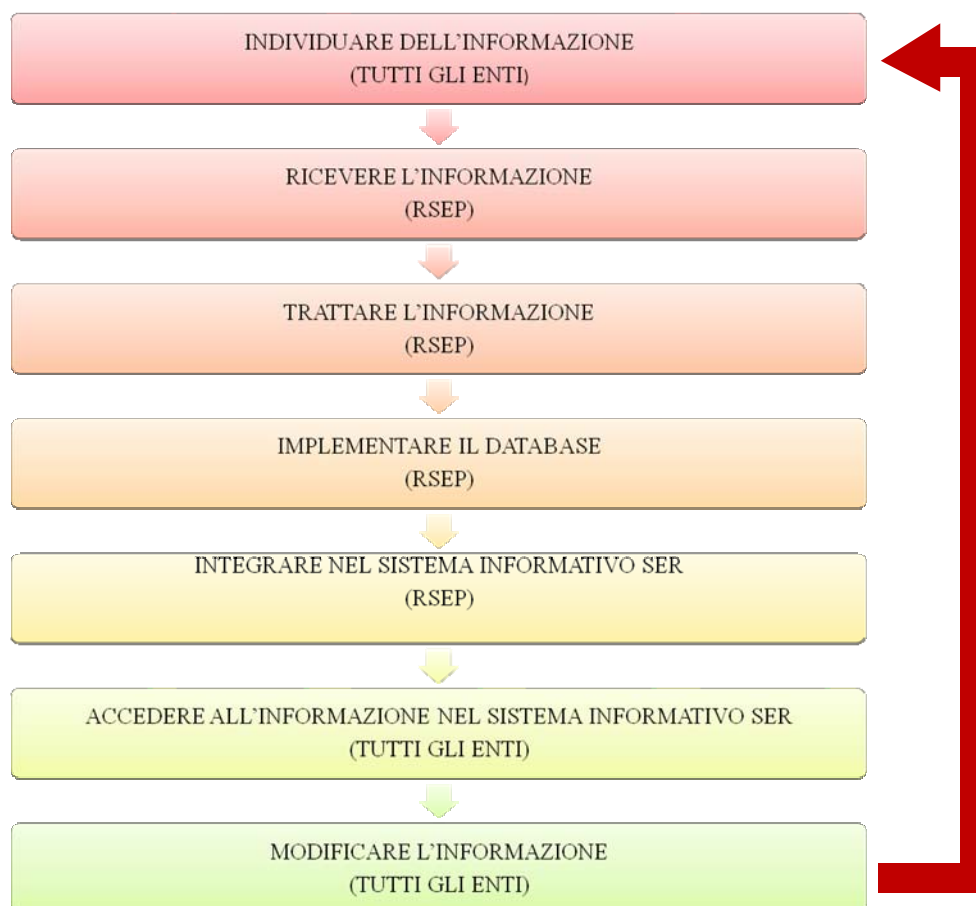 INDIVIDUARE DELL'INFORMAZIONE
(TUTTI GLI ENTI)
RICEVERE L'INFORMAZIONE
(RSEP)
TRATTARE L'INFORMAZIONE
(RSEP)
IMPLEMENTARE IL DATABASE
(RSEP)
INTEGRARE NEL SISTEMA INFORMATIVO SER
(RSEP)
ACCEDERE ALL'INFORMAZIONE NEL SISTEMA INFORMATIVO SER
(TUTTI GLI ENTI)
MODIFICARE L'INFORMAZIONE
(TUTTI GLI ENTI)